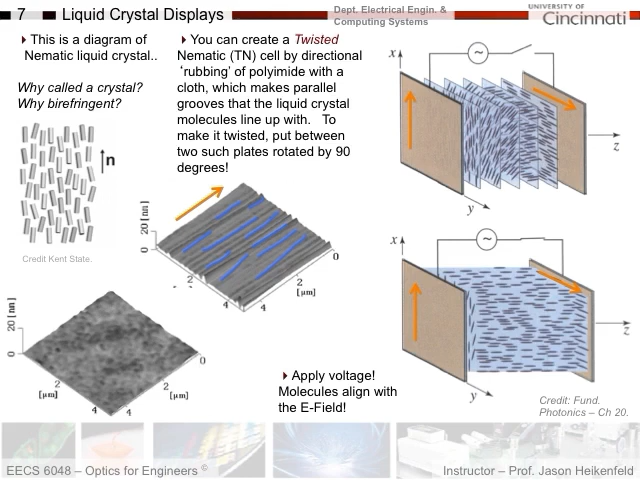 7 Liquid Crystal Displays
Dept. Electrical Engin. &
Computing Systems
UNIVERSITY OF
Cincinnati
This is a diagram of
Nematic liquid crystal..
Why called a crystal?
Why birefringent?
n
Credit Kent State.
You can create a Twisted
Nematic (TN) cell by directional
‘rubbing’ of polyimide with a
cloth, which makes parallel
grooves that the liquid crystal
molecules line up with. To
make it twisted, put between
two such plates rotated by 90
degrees!
20 [nm]
0
2
4
[µm]
2
4
[µm]
0
20 [nm]
0
2
[µm]
4
4
2
[µm]
0
x
~
z
y
x
~
z
y
Apply voltage!
Molecules align with
the E-Field!
Credit: Fund.
Photonics – Ch 20.
EECS 6048 – Optics for Engineers ©
Instructor – Prof. Jason Heikenfeld